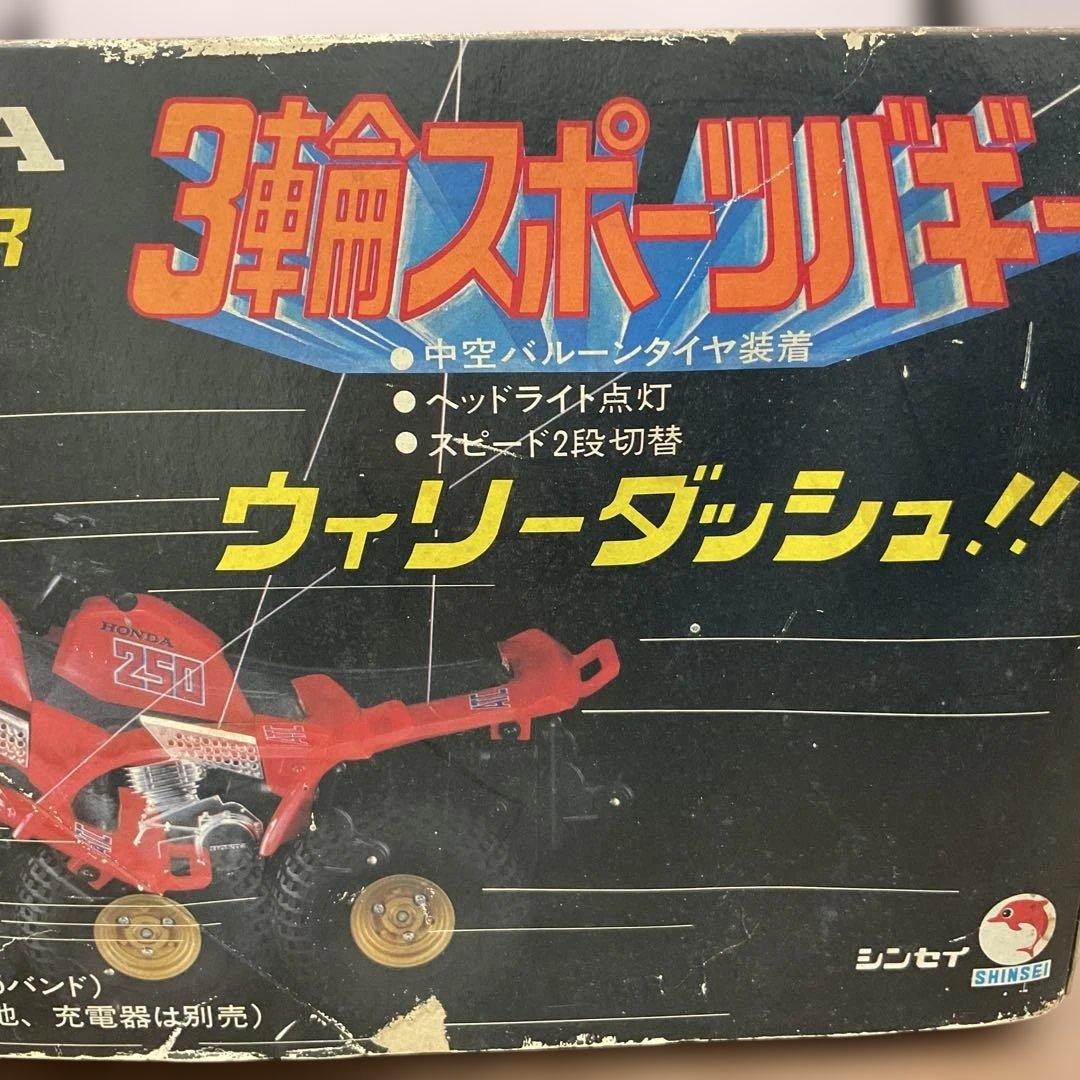 A
R
3輪スポーツバギー
● 中空バルーンタイヤ装着
● ヘッドライト点灯
● スピード2段切替
ウィリーダッシュ!!
HONDA
250
ATC
ATC
ATC
シンセイ
SHINSEI
バンド)
池、充電器は別売)